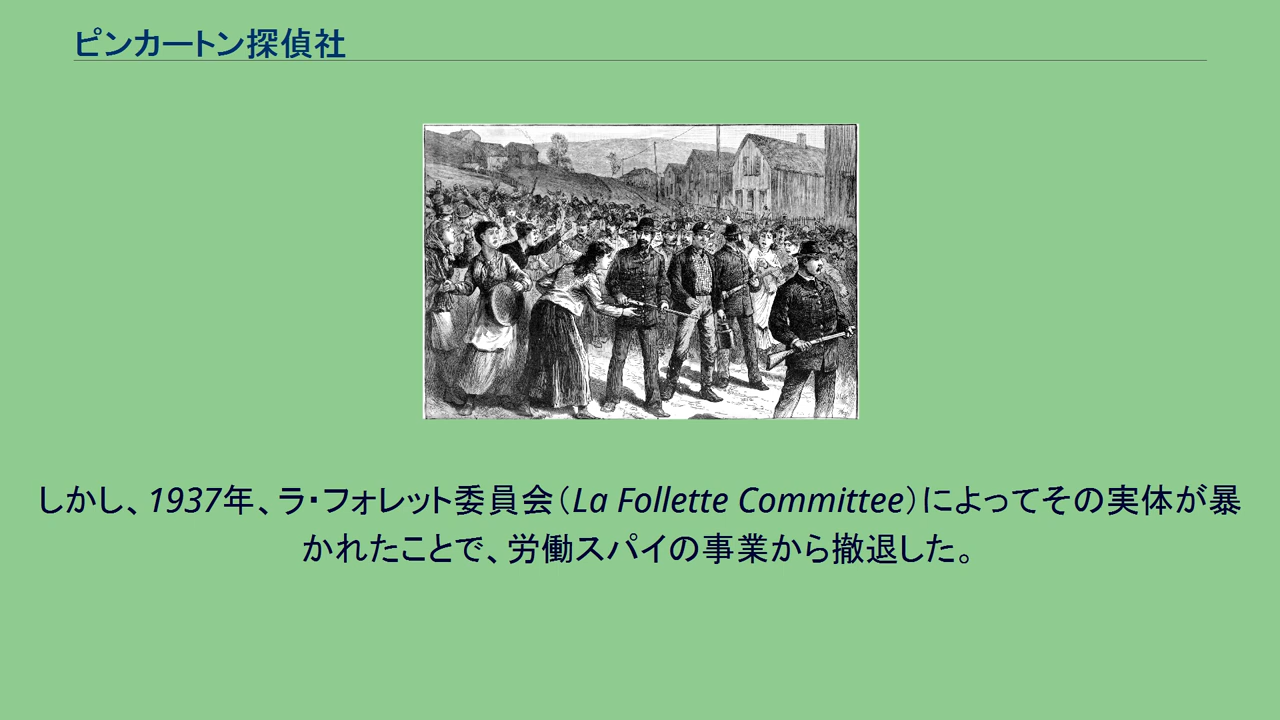 ピンカートン探偵社
しかし、1937年、ラ・フォレット委員会（La Follette Committee）によってその実体が暴
かれたことで、労働スパイの事業から撤退した。